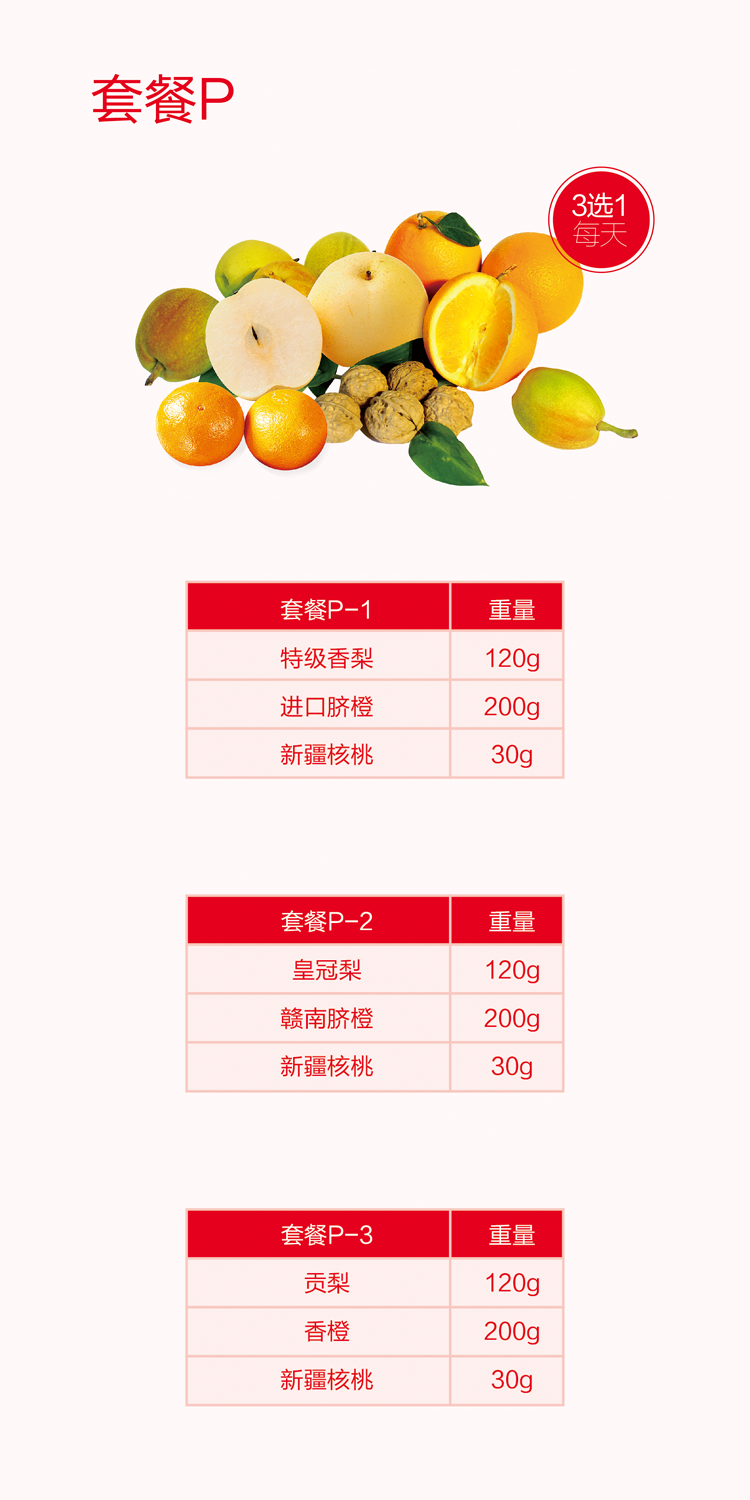 套餐P
3选1
每天
套餐P-1 重量
特级香梨 120g
进口脐橙 200g
新疆核桃 30g
套餐P-2 重量
皇冠梨 120g
赣南脐橙 200g
新疆核桃 30g
套餐P-3 重量
贡梨 120g
香橙 200g
新疆核桃 30g